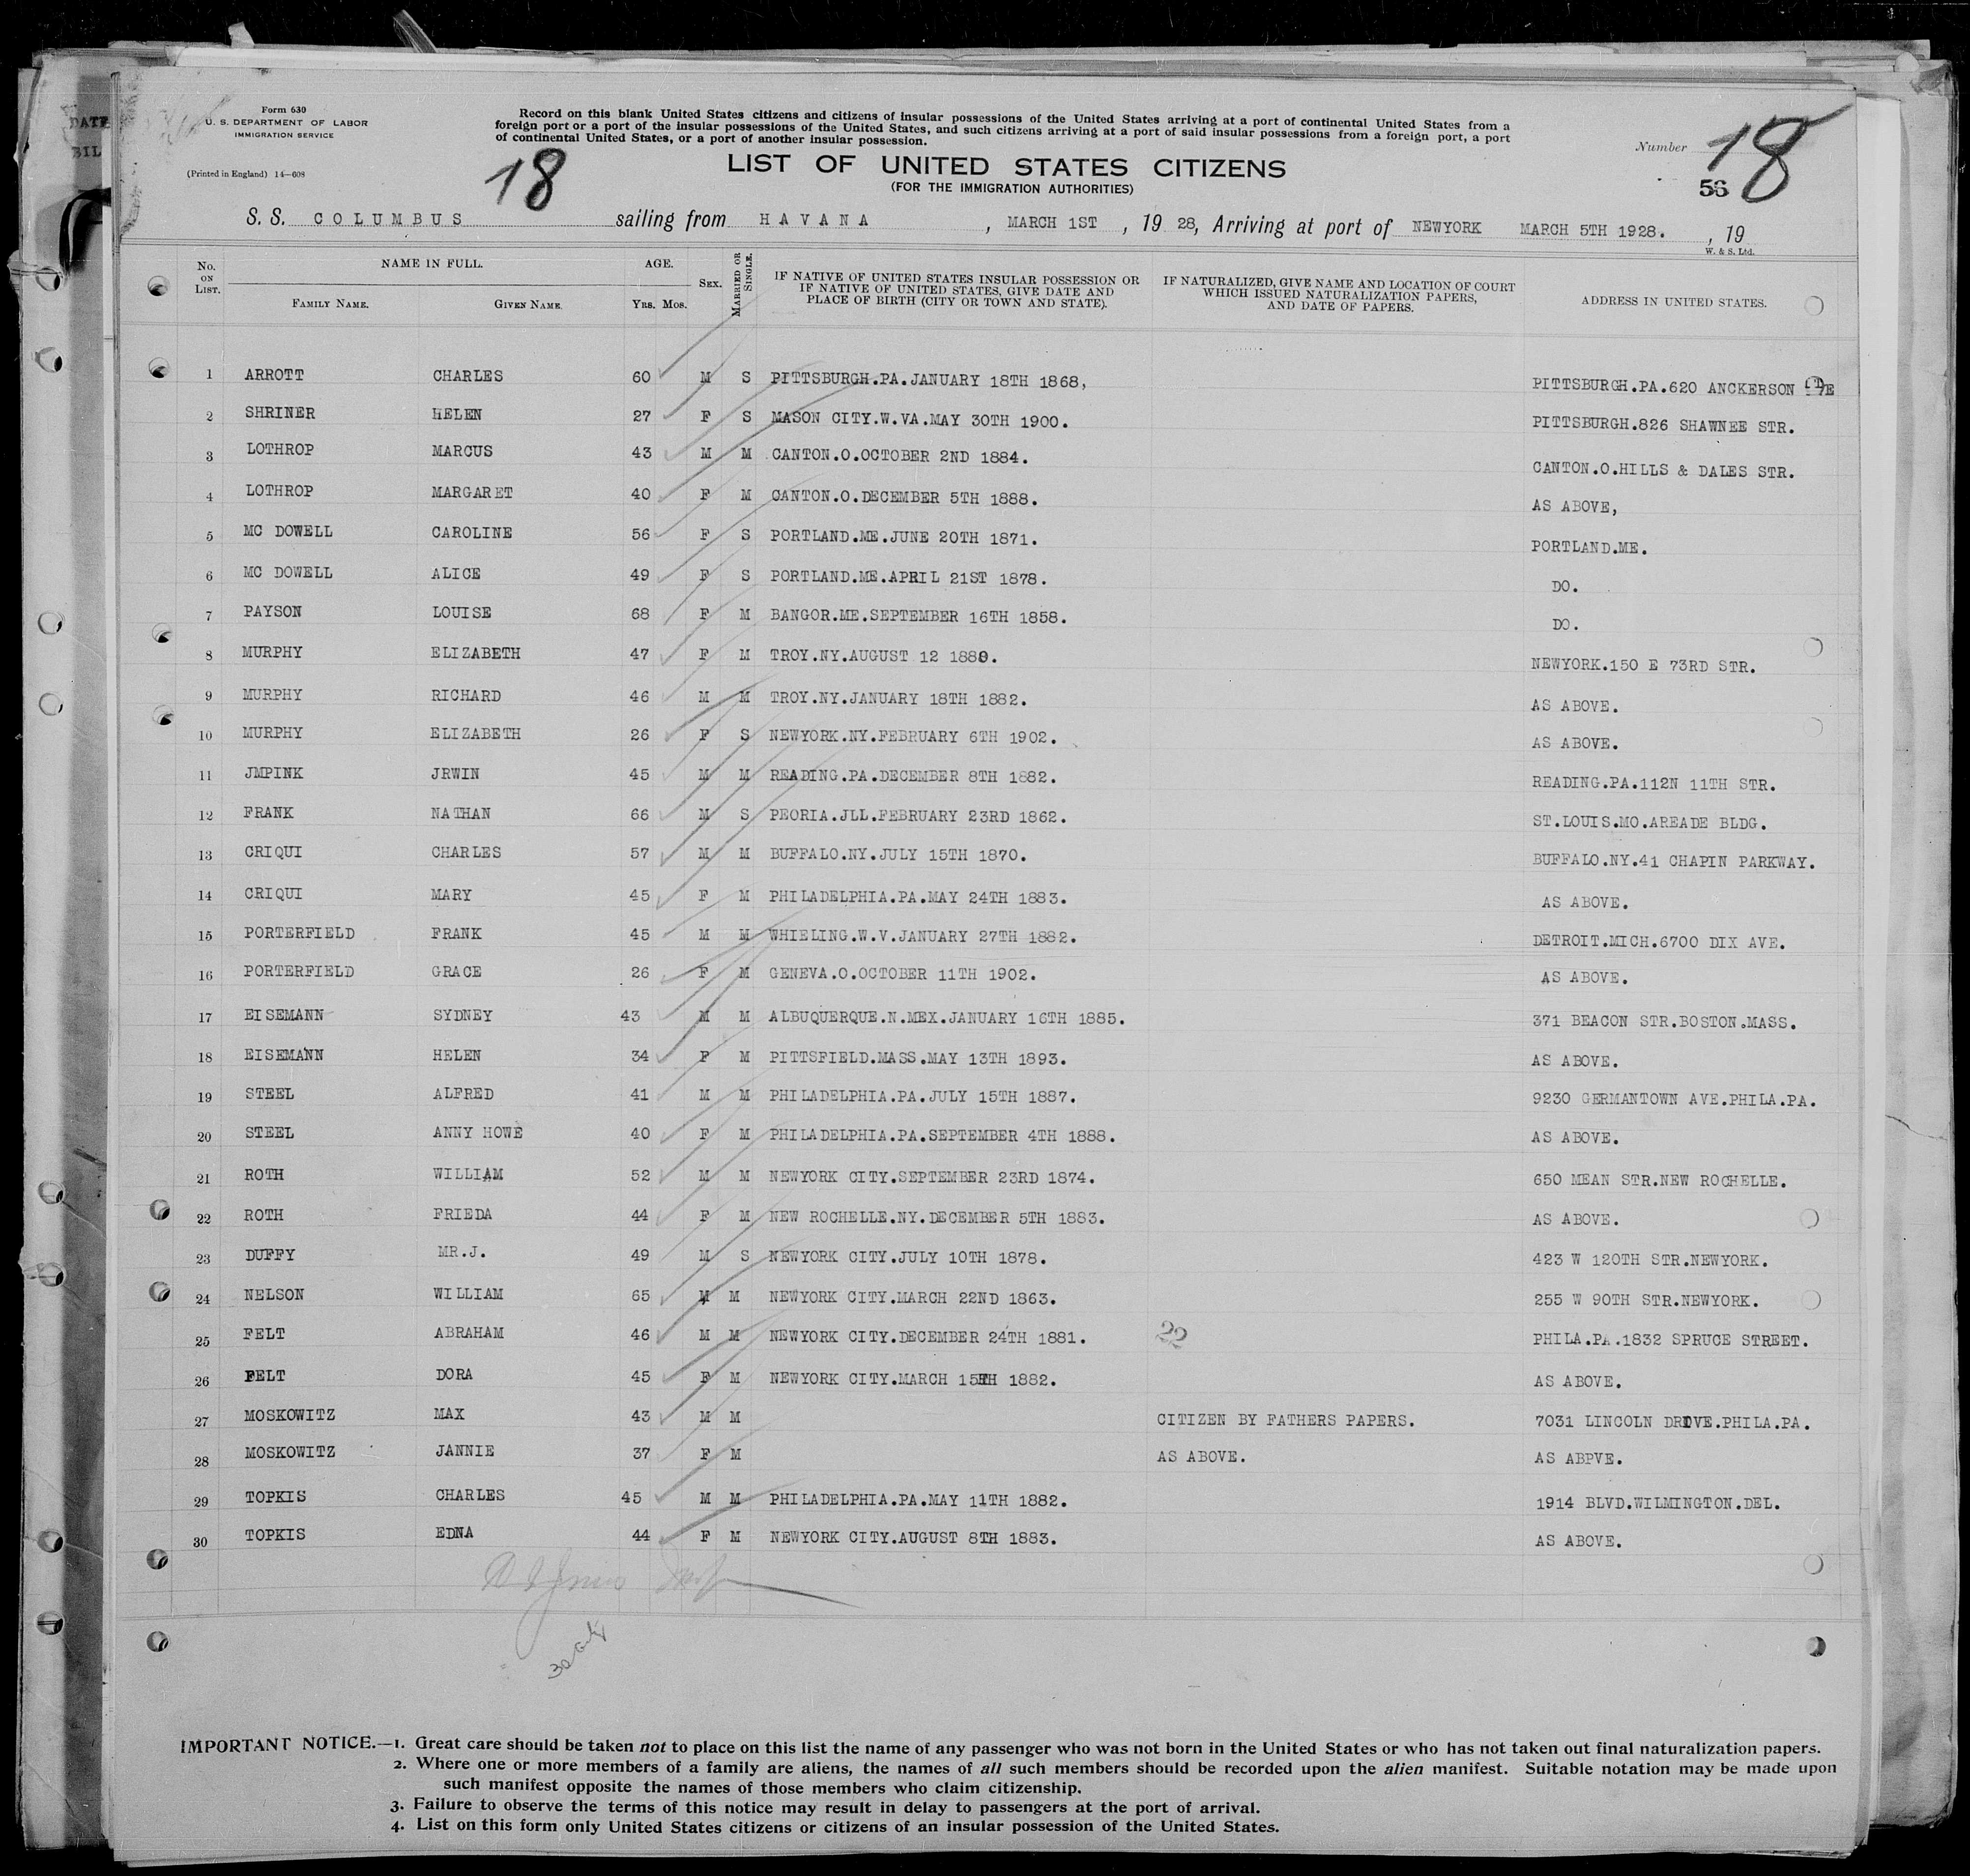 DATE
BIL
Form 630
U. S. DEPARTMENT OF LABOR
IMMIGRATION SERVICE
(Printed in England) 14—608
Record on this blank United States citizens and citizens of insular possessions of the United States arriving at a port of continental United States from a
foreign port or a port of the insular possessions of the United States, and such citizens arriving at a port of said insular possessions from a foreign port, a port
of continental United States, or a port of another insular possession.
18
LIST OF UNITED STATES CITIZENS
(FOR THE IMMIGRATION AUTHORITIES)
Number 18
56
S. S. COLUMBUS sailing from HAVANA, MARCH 1ST, 19 28, Arriving at port of NEWYORK MARCH 5TH 1928., 19
W. & S. Ltd.
No. ON LIST. NAME IN FULL. AGE. SEX. MARRIED OR SINGLE. IF NATIVE OF UNITED STATES INSULAR POSSESSION OR IF NATIVE OF UNITED STATES, GIVE DATE AND PLACE OF BIRTH (CITY OR TOWN AND STATE). IF NATURALIZED, GIVE NAME AND LOCATION OF COURT WHICH ISSUED NATURALIZATION PAPERS, AND DATE OF PAPERS. ADDRESS IN UNITED STATES.
FAMILY NAME. GIVEN NAME. YRS. MOS.
1 ARROTT CHARLES 60 M S PITTSBURGH.PA.JANUARY 18TH 1868, PITTSBURGH.PA.620 ANCKERSON
2 SHRINER HELEN 27 F S MASON CITY.W.VA.MAY 30TH 1900. PITTSBURGH.826 SHAWNEE STR.
3 LOTHROP MARCUS 43 M M CANTON.O.OCTOBER 2ND 1884. CANTON.O.HILLS & DALES STR.
4 LOTHROP MARGARET 40 F M CANTON.O.DECEMBER 5TH 1888. AS ABOVE,
5 MC DOWELL CAROLINE 56 F S PORTLAND.ME.JUNE 20TH 1871. PORTLAND.ME.
6 MC DOWELL ALICE 49 F S PORTLAND.ME.APRIL 21ST 1878. DO.
7 PAYSON LOUISE 68 F M BANGOR.ME.SEPTEMBER 16TH 1858. DO.
8 MURPHY ELIZABETH 47 F M TROY.NY.AUGUST 12 1880. NEWYORK.150 E 73RD STR.
9 MURPHY RICHARD 46 M M TROY.NY.JANUARY 18TH 1882. AS ABOVE.
10 MURPHY ELIZABETH 26 F S NEWYORK.NY.FEBRUARY 6TH 1902. AS ABOVE.
11 JMPINK JRWIN 45 M M READING.PA.DECEMBER 8TH 1882. READING.PA.112N 11TH STR.
12 FRANK NATHAN 66 M S PEORIA.JLL.FEBRUARY 23RD 1862. ST.LOUIS.MO.AREADE BLDG.
13 CRIQUI CHARLES 57 M M BUFFALO.NY.JULY 15TH 1870. BUFFALO.NY.41 CHAPIN PARKWAY.
14 CRIQUI MARY 45 F M PHILADELPHIA.PA.MAY 24TH 1883. AS ABOVE.
15 PORTERFIELD FRANK 45 M M WHIELING.W.V.JANUARY 27TH 1882. DETROIT.MICH.6700 DIX AVE.
16 PORTERFIELD GRACE 26 F M GENEVA.O.OCTOBER 11TH 1902. AS ABOVE.
17 EISEMANN SYDNEY 43 M M ALBUQUERQUE.N.MEX.JANUARY 16TH 1885. 371 BEACON STR.BOSTON.MASS.
18 EISEMANN HELEN 34 F M PITTSFIELD.MASS.MAY 13TH 1893. AS ABOVE.
19 STEEL ALFRED 41 M M PHILADELPHIA.PA.JULY 15TH 1887. 9230 GERMANTOWN AVE.PHILA.PA.
20 STEEL ANNY HOWE 40 F M PHILADELPHIA.PA.SEPTEMBER 4TH 1888. AS ABOVE.
21 ROTH WILLIAM 52 M M NEWYORK CITY.SEPTEMBER 23RD 1874. 650 MEAN STR.NEW ROCHELLE.
22 ROTH FRIEDA 44 F M NEW ROCHELLE.NY.DECEMBER 5TH 1883. AS ABOVE.
23 DUFFY MR.J. 49 M S NEWYORK CITY.JULY 10TH 1878. 423 W 120TH STR.NEWYORK.
24 NELSON WILLIAM 65 M M NEWYORK CITY.MARCH 22ND 1863. 255 W 90TH STR.NEWYORK.
25 FELT ABRAHAM 46 M M NEWYORK CITY.DECEMBER 24TH 1881. 22 PHILA.PA.1832 SPRUCE STREET.
26 FELT DORA 45 F M NEWYORK CITY.MARCH 15TH 1882. AS ABOVE.
27 MOSKOWITZ MAX 43 M M CITIZEN BY FATHERS PAPERS. 7031 LINCOLN DRIVE.PHILA.PA.
28 MOSKOWITZ JANNIE 37 F M AS ABOVE. AS ABPVE.
29 TOPKIS CHARLES 45 M M PHILADELPHIA.PA.MAY 11TH 1882. 1914 BLVD.WILMINGTON.DEL.
30 TOPKIS EDNA 44 F M NEWYORK CITY.AUGUST 8TH 1883. AS ABOVE.
IMPORTANT NOTICE.—1. Great care should be taken not to place on this list the name of any passenger who was not born in the United States or who has not taken out final naturalization papers.
2. Where one or more members of a family are aliens, the names of all such members should be recorded upon the alien manifest. Suitable notation may be made upon
such manifest opposite the names of those members who claim citizenship.
3. Failure to observe the terms of this notice may result in delay to passengers at the port of arrival.
4. List on this form only United States citizens or citizens of an insular possession of the United States.